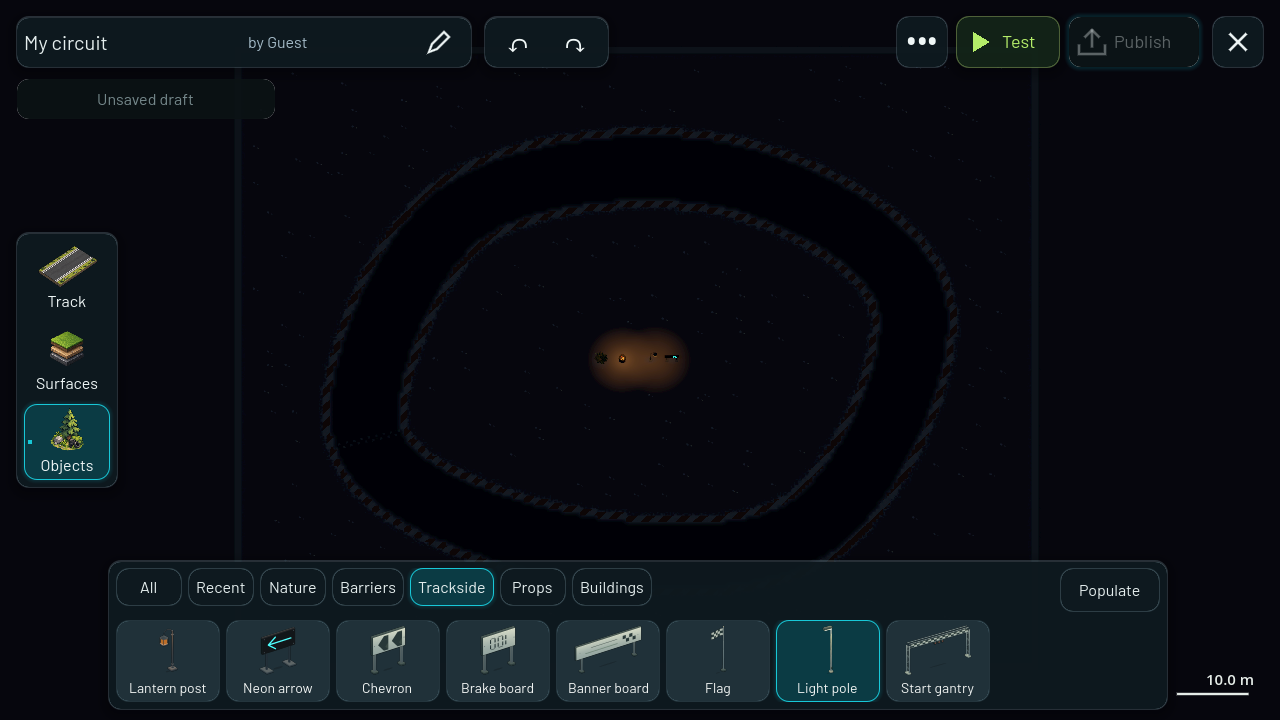 My circuit
by Guest
Test
Publish
Unsaved draft
Track
Surfaces
Objects
All
Recent
Nature
Barriers
Trackside
Props
Buildings
Populate
Lantern post
Neon arrow
Chevron
Brake board
Banner board
Flag
Light pole
Start gantry
10.0 m